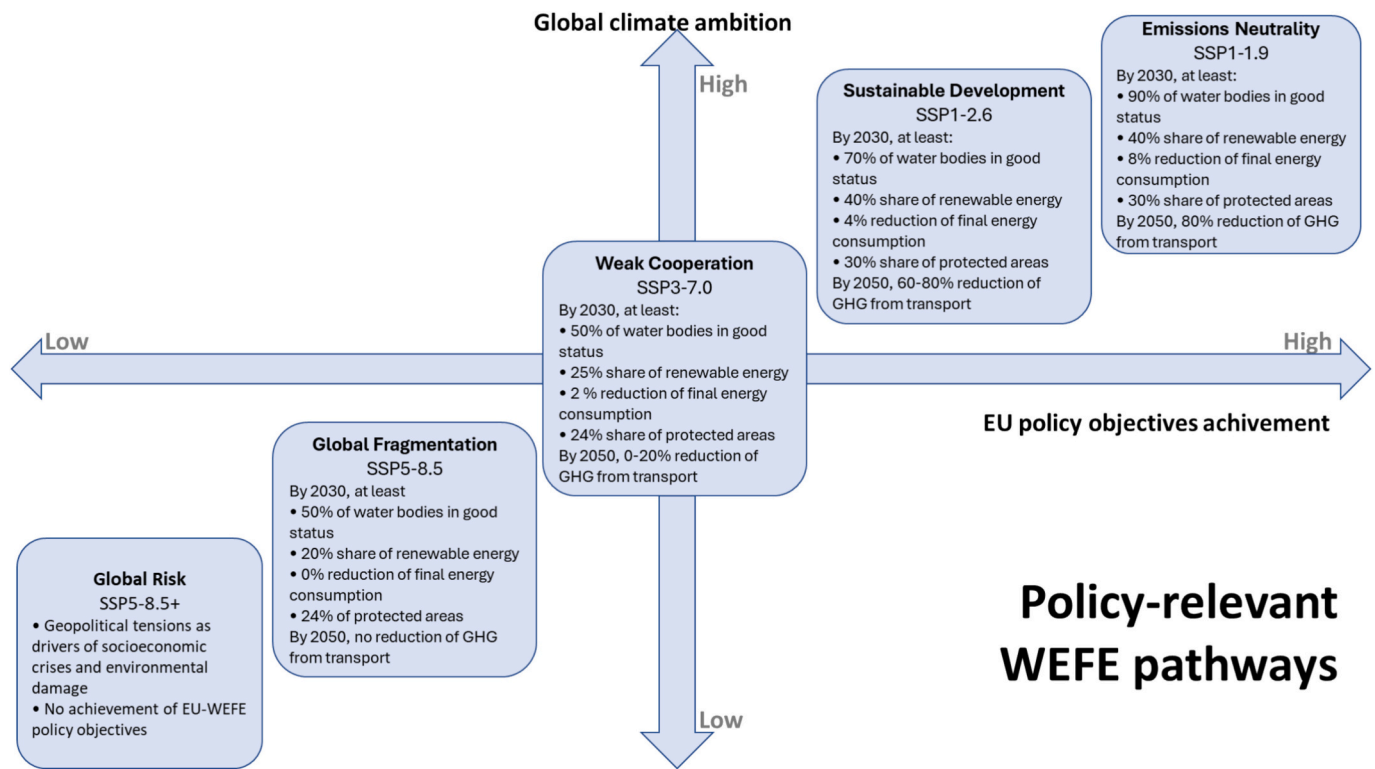 Global climate ambition
High
Emissions Neutrality
SSP1-1.9
By 2030, at least:
• 90% of water bodies in good
status
• 40% share of renewable energy
• 8% reduction of final energy
consumption
• 30% share of protected areas
By 2050, 80% reduction of GHG
from transport
Sustainable Development
SSP1-2.6
By 2030, at least:
• 70% of water bodies in good
status
• 40% share of renewable energy
• 4% reduction of final energy
consumption
• 30% share of protected areas
By 2050, 60-80% reduction of
GHG from transport
Weak Cooperation
SSP3-7.0
By 2030, at least:
• 50% of water bodies in good
status
• 25% share of renewable energy
• 2 % reduction of final energy
consumption
• 24% share of protected areas
By 2050, 0-20% reduction of
GHG from transport
Low
High
EU policy objectives achievement
Global Fragmentation
SSP5-8.5
By 2030, at least
• 50% of water bodies in good
status
• 20% share of renewable energy
• 0% reduction of final energy
consumption
• 24% of protected areas
By 2050, no reduction of GHG
from transport
Global Risk
SSP5-8.5+
• Geopolitical tensions as
drivers of socioeconomic
crises and environmental
damage
• No achievement of EU-WEFE
policy objectives
Low
Policy-relevant
WEFE pathways